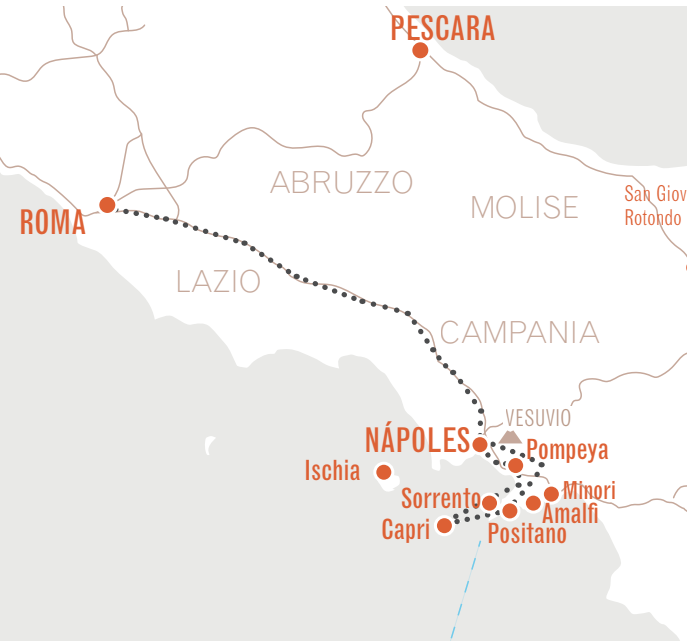 PESCARA
ABRUZZO
MOLISE
San Giov
Rotondo
ROMA
LAZIO
CAMPANIA
VESUVIO
NÁPOLES
Pompeya
Ischia
Minori
Sorrento
Amalfi
Capri
Positano